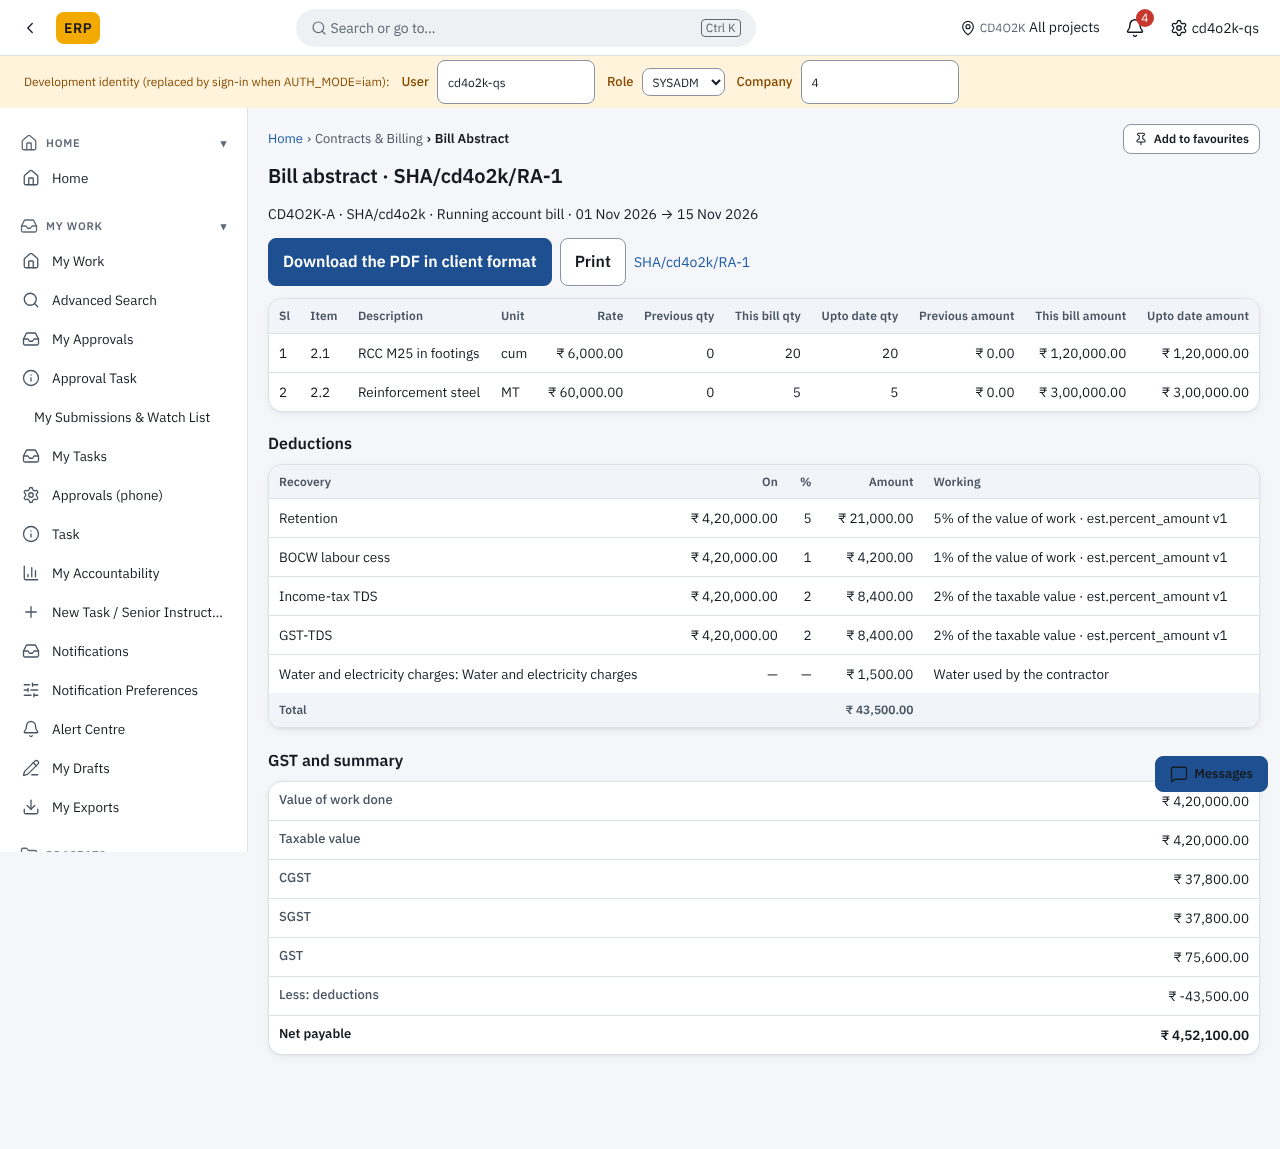 ERP
Search or go to...
Ctrl K
CD4O2K All projects
4
cd4o2k-qs
Development identity (replaced by sign-in when AUTH_MODE=iam): User cd4o2k-qs Role SYSADM Company 4
HOME
Home
MY WORK
My Work
Advanced Search
My Approvals
Approval Task
My Submissions & Watch List
My Tasks
Approvals (phone)
Task
My Accountability
New Task / Senior Instruct...
Notifications
Notification Preferences
Alert Centre
My Drafts
My Exports
Home › Contracts & Billing › Bill Abstract
Add to favourites
Bill abstract · SHA/cd4o2k/RA-1
CD4O2K-A · SHA/cd4o2k · Running account bill · 01 Nov 2026 → 15 Nov 2026
Download the PDF in client format Print SHA/cd4o2k/RA-1
Sl Item Description Unit Rate Previous qty This bill qty Upto date qty Previous amount This bill amount Upto date amount
1 2.1 RCC M25 in footings cum ₹ 6,000.00 0 20 20 ₹ 0.00 ₹ 1,20,000.00 ₹ 1,20,000.00
2 2.2 Reinforcement steel MT ₹ 60,000.00 0 5 5 ₹ 0.00 ₹ 3,00,000.00 ₹ 3,00,000.00
Deductions
Recovery On % Amount Working
Retention ₹ 4,20,000.00 5 ₹ 21,000.00 5% of the value of work · est.percent_amount v1
BOCW labour cess ₹ 4,20,000.00 1 ₹ 4,200.00 1% of the value of work · est.percent_amount v1
Income-tax TDS ₹ 4,20,000.00 2 ₹ 8,400.00 2% of the taxable value · est.percent_amount v1
GST-TDS ₹ 4,20,000.00 2 ₹ 8,400.00 2% of the taxable value · est.percent_amount v1
Water and electricity charges: Water and electricity charges — — ₹ 1,500.00 Water used by the contractor
Total ₹ 43,500.00
GST and summary
Messages
Value of work done ₹ 4,20,000.00
Taxable value ₹ 4,20,000.00
CGST ₹ 37,800.00
SGST ₹ 37,800.00
GST ₹ 75,600.00
Less: deductions ₹ -43,500.00
Net payable ₹ 4,52,100.00